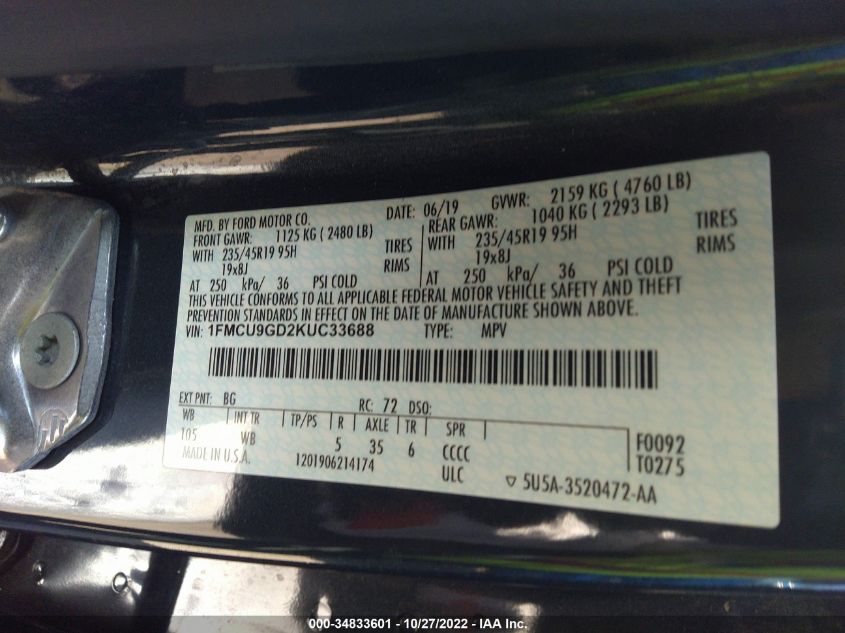 MFD. BY FORD MOTOR CO. DATE: 06/19 GVWR: 2159 KG ( 4760 LB)
FRONT GAWR: 1125 KG ( 2480 LB) REAR GAWR: 1040 KG ( 2293 LB)
WITH 235/45R19 95H TIRES WITH 235/45R19 95H TIRES
19x8J RIMS 19x8J RIMS
AT 250 kPa/ 36 PSI COLD AT 250 kPa/ 36 PSI COLD
THIS VEHICLE CONFORMS TO ALL APPLICABLE FEDERAL MOTOR VEHICLE SAFETY AND THEFT
PREVENTION STANDARDS IN EFFECT ON THE DATE OF MANUFACTURE SHOWN ABOVE.
VIN: 1FMCU9GD2KUC33688 TYPE: MPV
EXT PNT: BG RC: 72 DSO:
WB INT TR TP/PS R AXLE TR SPR
105 WB 5 35 6 CCCC F0092
MADE IN U.S.A. 1201906214174 ULC T0275
▽ 5U5A-3520472-AA
000-34833601 - 10/27/2022 - IAA Inc.